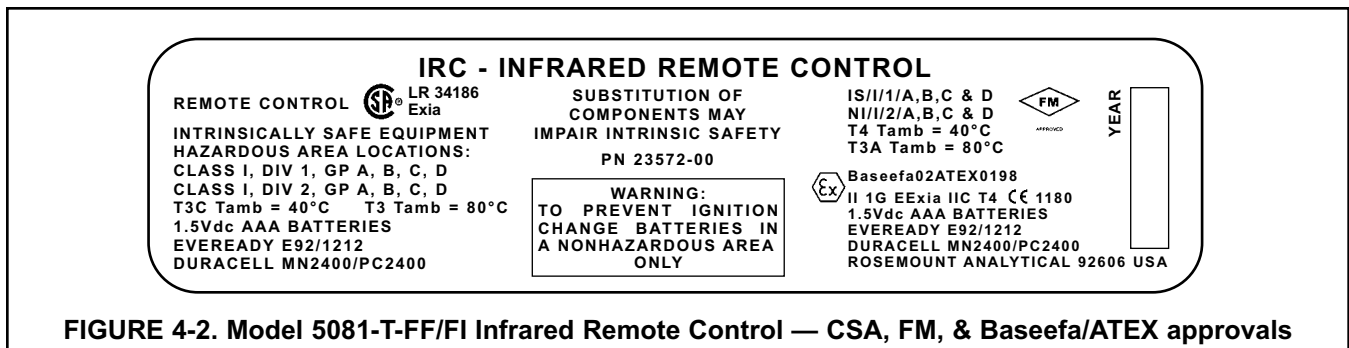 IRC - INFRARED REMOTE CONTROL
REMOTE CONTROL SA ® LR 34186
Exia
INTRINSICALLY SAFE EQUIPMENT
HAZARDOUS AREA LOCATIONS:
CLASS I, DIV 1, GP A, B, C, D
CLASS I, DIV 2, GP A, B, C, D
T3C Tamb = 40°C T3 Tamb = 80°C
1.5Vdc AAA BATTERIES
EVEREADY E92/1212
DURACELL MN2400/PC2400
SUBSTITUTION OF
COMPONENTS MAY
IMPAIR INTRINSIC SAFETY
PN 23572-00
WARNING:
TO PREVENT IGNITION
CHANGE BATTERIES IN
A NONHAZARDOUS AREA
ONLY
IS/I/1/A,B,C & D
NI/I/2/A,B,C & D
T4 Tamb = 40°C
T3A Tamb = 80°C
FM
APPROVED
YEAR
Ex
Baseefa02ATEX0198
II 1G EExia IIC T4 CE 1180
1.5Vdc AAA BATTERIES
EVEREADY E92/1212
DURACELL MN2400/PC2400
ROSEMOUNT ANALYTICAL 92606 USA
FIGURE 4-2. Model 5081-T-FF/FI Infrared Remote Control — CSA, FM, & Baseefa/ATEX approvals